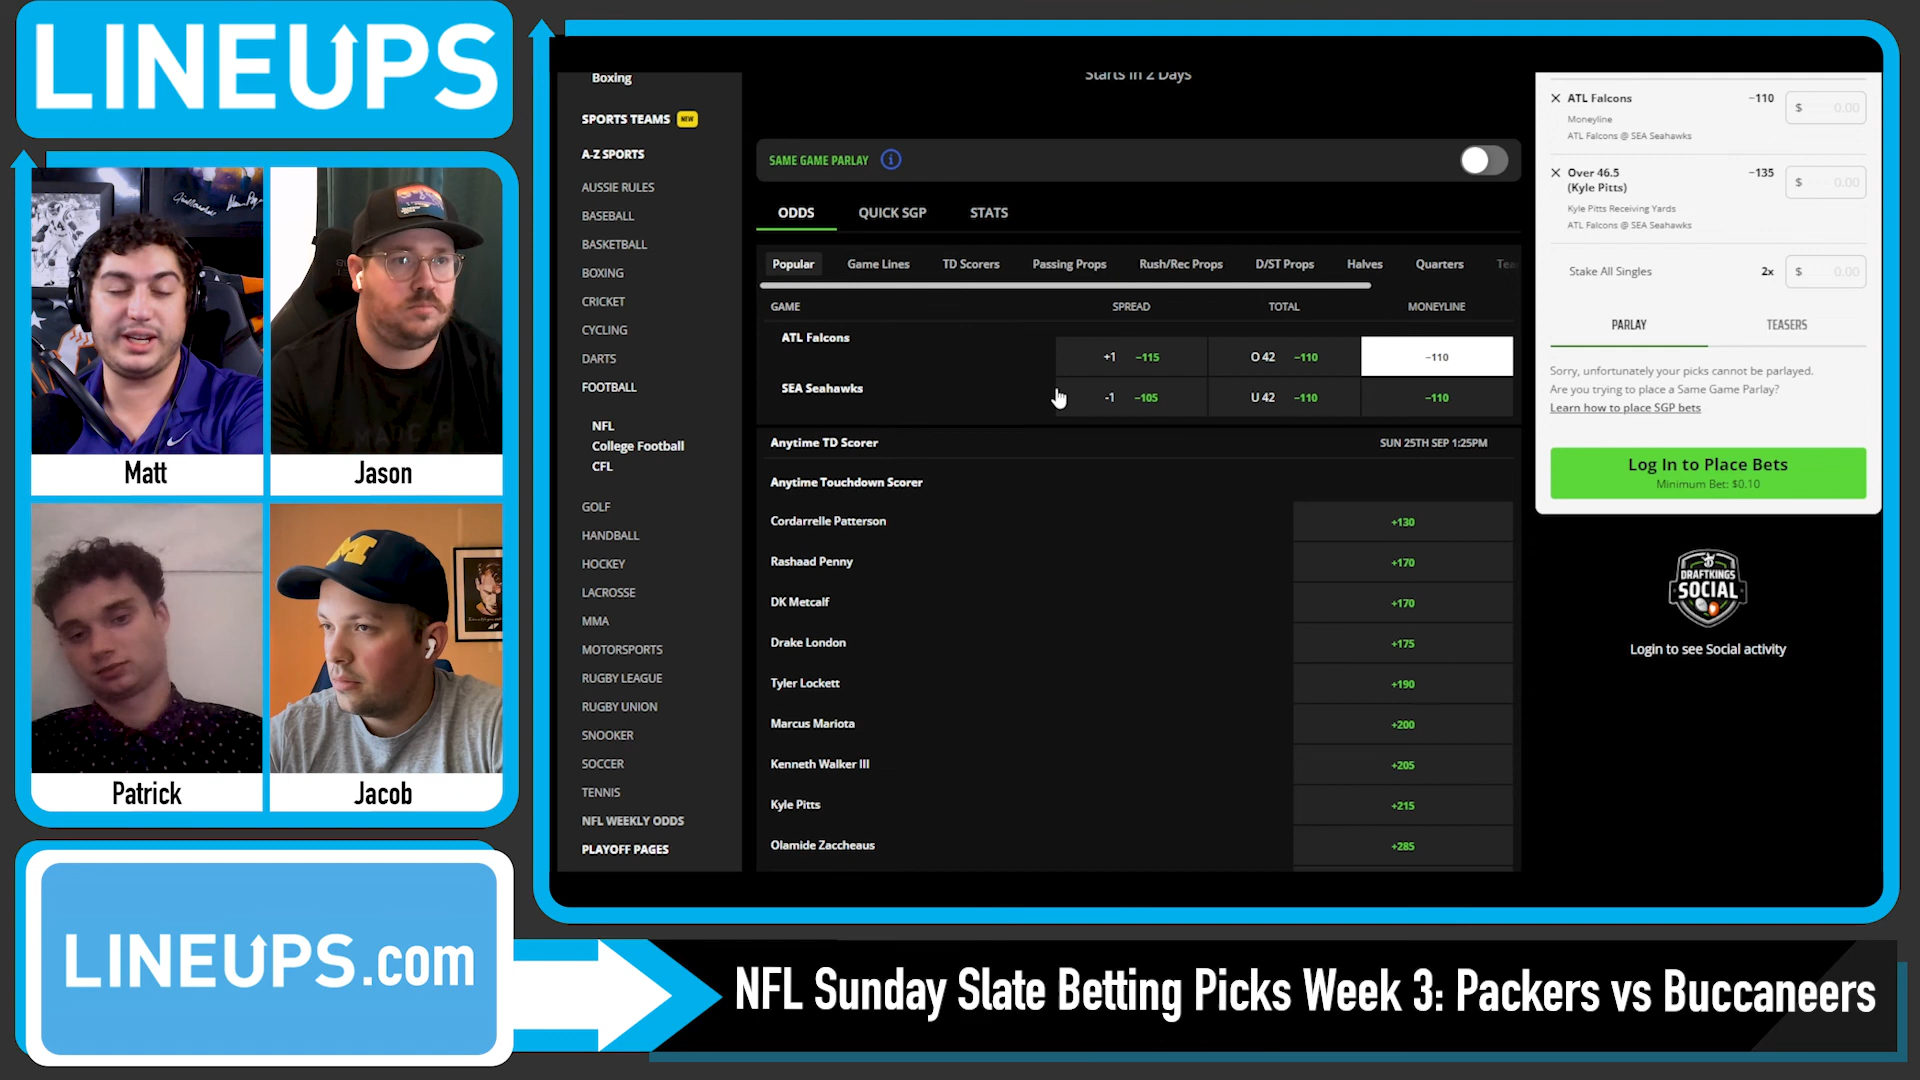 LINEUPS
Matt
Jason
Patrick
Jacob
LINEUPS.com
NFL Sunday Slate Betting Picks Week 3: Packers vs Buccaneers
Boxing
SPORTS TEAMS NEW
A-Z SPORTS
AUSSIE RULES
BASEBALL
BASKETBALL
BOXING
CRICKET
CYCLING
DARTS
FOOTBALL
NFL
College Football
CFL
GOLF
HANDBALL
HOCKEY
LACROSSE
MMA
MOTORSPORTS
RUGBY LEAGUE
RUGBY UNION
SNOOKER
SOCCER
TENNIS
NFL WEEKLY ODDS
PLAYOFF PAGES
Starts in 2 Days
SAME GAME PARLAY
ODDS QUICK SGP STATS
Popular Game Lines TD Scorers Passing Props Rush/Rec Props D/ST Props Halves Quarters
GAME SPREAD TOTAL MONEYLINE
ATL Falcons +1 −115 O 42 −110 −110
SEA Seahawks -1 −105 U 42 −110 −110
Anytime TD Scorer SUN 25TH SEP 1:25PM
Anytime Touchdown Scorer
Cordarrelle Patterson +130
Rashaad Penny +170
DK Metcalf +170
Drake London +175
Tyler Lockett +190
Marcus Mariota +200
Kenneth Walker III +205
Kyle Pitts +215
Olamide Zaccheaus +285
ATL Falcons −110 $ 0.00
Moneyline
ATL Falcons @ SEA Seahawks
Over 46.5 −135 $ 0.00
(Kyle Pitts)
Kyle Pitts Receiving Yards
ATL Falcons @ SEA Seahawks
Stake All Singles 2x $ 0.00
PARLAY TEASERS
Sorry, unfortunately your picks cannot be parlayed.
Are you trying to place a Same Game Parlay?
Learn how to place SGP bets
Log In to Place Bets
Minimum Bet: $0.10
DRAFTKINGS
SOCIAL
Login to see Social activity